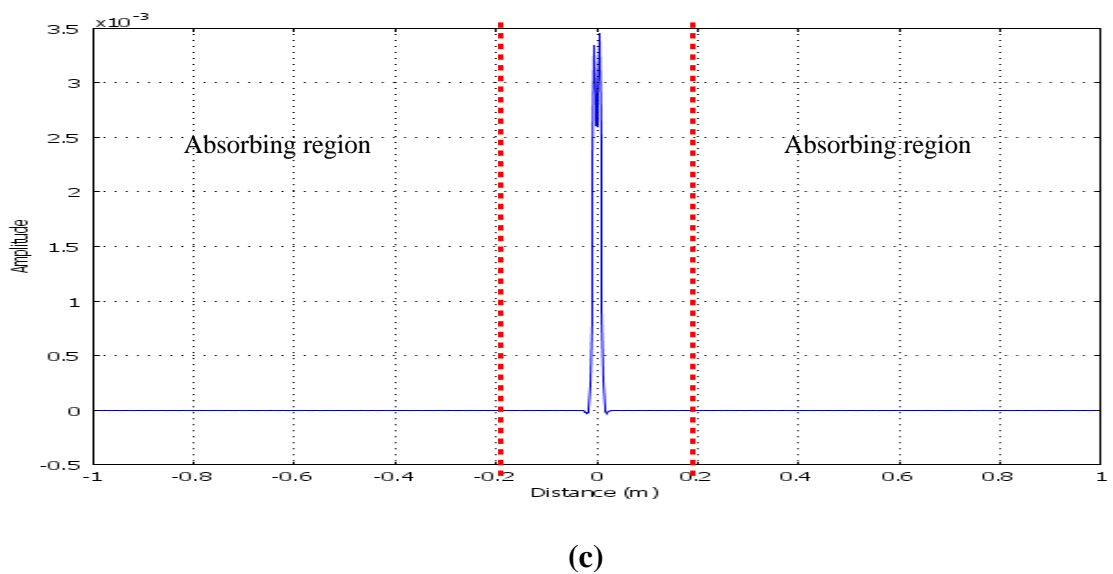 ×10⁻³
3.5
3
2.5
2
1.5
1
0.5
0
-0.5
Amplitude
Absorbing region
Absorbing region
-1 -0.8 -0.6 -0.4 -0.2 0 0.2 0.4 0.6 0.8 1
Distance (m)
(c)